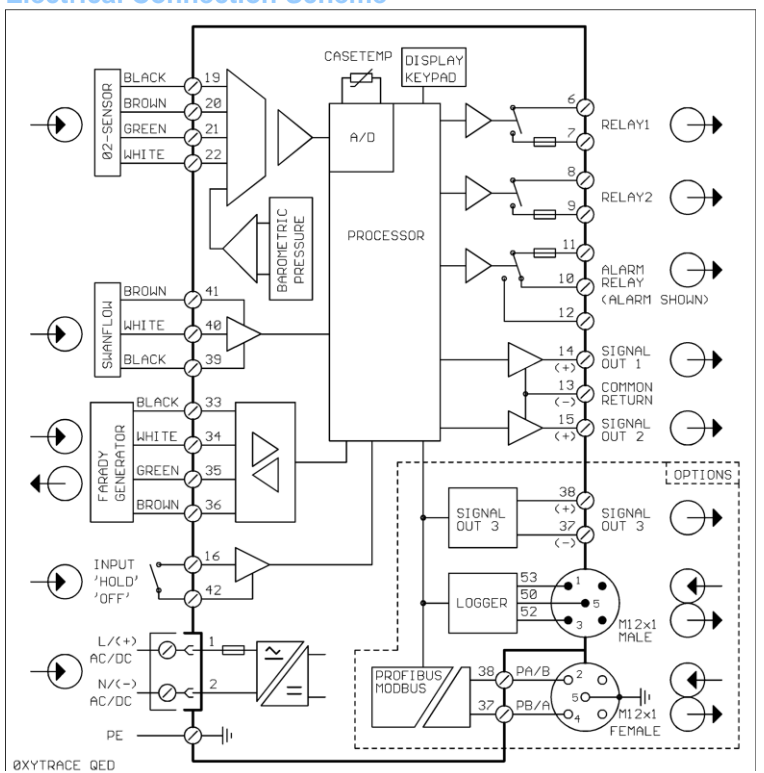 Electrical Connection Scheme
CASETEMP
DISPLAY
KEYPAD
02-SENSOR
BLACK 19
BROWN 20
GREEN 21
WHITE 22
A/D
PROCESSOR
BAROMETRIC
PRESSURE
6
7
RELAY1
8
9
RELAY2
11
10
12
ALARM
RELAY
(ALARM SHOWN)
SWANFLOW
BROWN 41
WHITE 40
BLACK 39
14
(+)
SIGNAL
OUT 1
13
(-)
COMMON
RETURN
15
(+)
SIGNAL
OUT 2
FARADY
GENERATOR
BLACK 33
WHITE 34
GREEN 35
BROWN 36
OPTIONS
SIGNAL
OUT 3
38
(+)
37
(-)
SIGNAL
OUT 3
INPUT
'HOLD'
'OFF'
16
42
LOGGER
53
50
52
1
5
3
M12x1
MALE
L/(+)
AC/DC
1
N/(-)
AC/DC
2
PROFIBUS
MODBUS
38 PA/B
37 PB/A
2
5
4
M12x1
FEMALE
PE
0XYTRACE QED